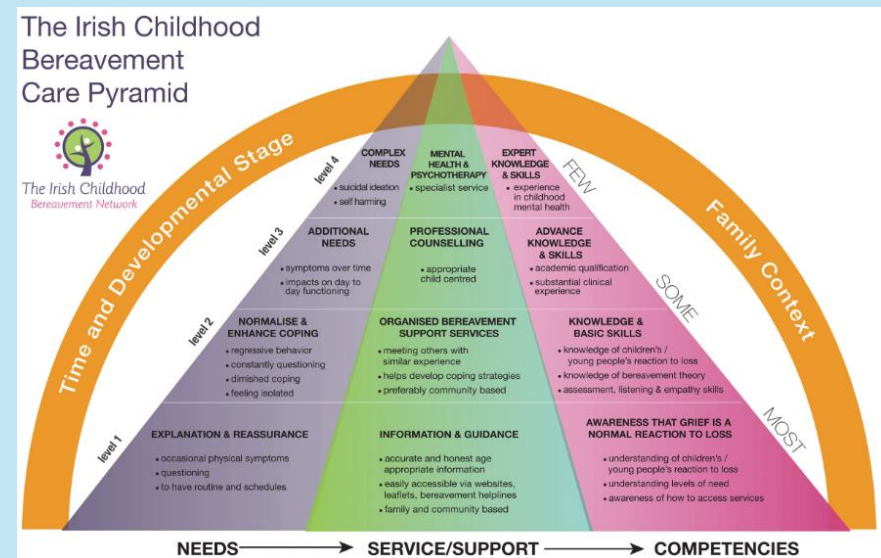 The Irish Childhood
Bereavement
Care Pyramid
The Irish Childhood
Bereavement Network
Time and Developmental Stage
Family Context
level 4
COMPLEX
NEEDS
• suicidal ideation
• self harming
MENTAL
HEALTH &
PSYCHOTHERAPY
• specialist service
EXPERT
KNOWLEDGE
& SKILLS
• experience
in childhood
mental health
FEW
level 3
ADDITIONAL
NEEDS
• symptoms over time
• impacts on day to
day functioning
PROFESSIONAL
COUNSELLING
• appropriate
child centred
ADVANCE
KNOWLEDGE
& SKILLS
• academic qualification
• substantial clinical
experience
SOME
level 2
NORMALISE &
ENHANCE COPING
• regressive behavior
• constantly questioning
• dimished coping
• feeling isolated
ORGANISED BEREAVEMENT
SUPPORT SERVICES
• meeting others with
similar experience
• helps develop coping strategies
• preferably community based
KNOWLEDGE &
BASIC SKILLS
• knowledge of children's /
young people's reaction to loss
• knowledge of bereavement theory
• assessment, listening & empathy skills
MOST
level 1
EXPLANATION & REASSURANCE
• occasional physical symptoms
• questioning
• to have routine and schedules
INFORMATION & GUIDANCE
• accurate and honest age
appropriate information
• easily accessible via websites,
leaflets, bereavement helplines
• family and community based
AWARENESS THAT GRIEF IS A
NORMAL REACTION TO LOSS
• understanding of children's /
young people's reaction to loss
• understanding levels of need
• awareness of how to access services
NEEDS
SERVICE/SUPPORT
COMPETENCIES